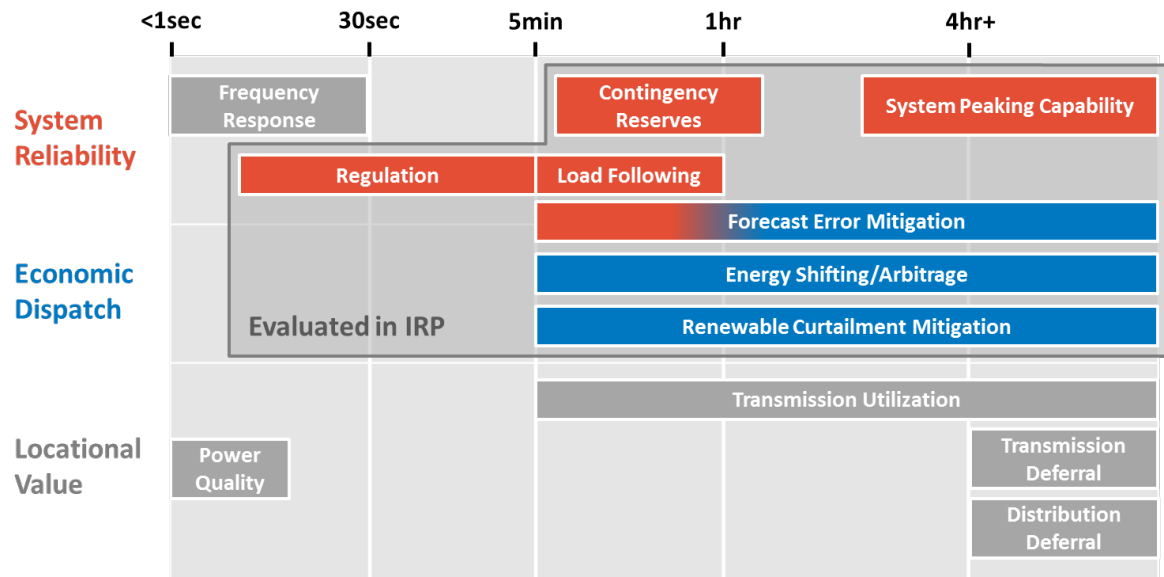 <1sec
30sec
5min
1hr
4hr+
System
Reliability
Frequency
Response
Contingency
Reserves
System Peaking Capability
Regulation
Load Following
Forecast Error Mitigation
Economic
Dispatch
Energy Shifting/Arbitrage
Evaluated in IRP
Renewable Curtailment Mitigation
Transmission Utilization
Locational
Value
Power
Quality
Transmission
Deferral
Distribution
Deferral